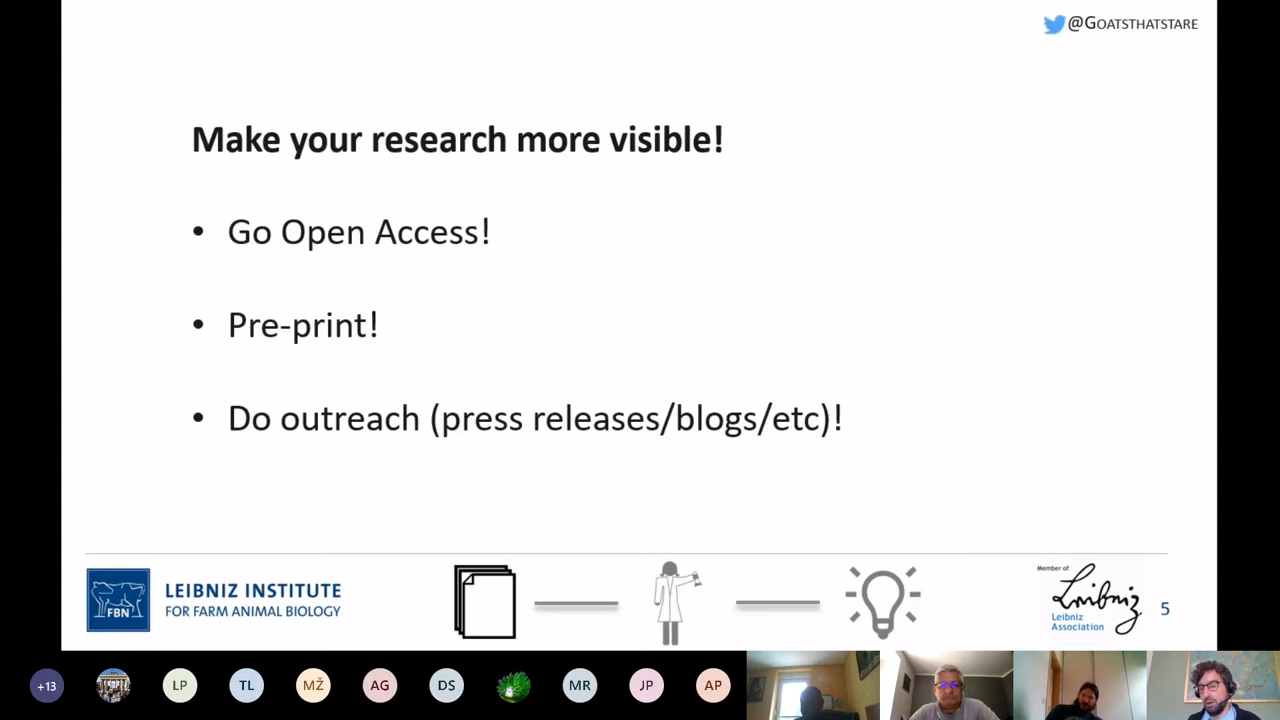 @GOATSTHATSTARE
Make your research more visible!
• Go Open Access!
• Pre-print!
• Do outreach (press releases/blogs/etc)!
FBN
LEIBNIZ INSTITUTE
FOR FARM ANIMAL BIOLOGY
Member of
Leibniz
Leibniz
Association
5
+13
LP
TL
MŽ
AG
DS
MR
JP
AP